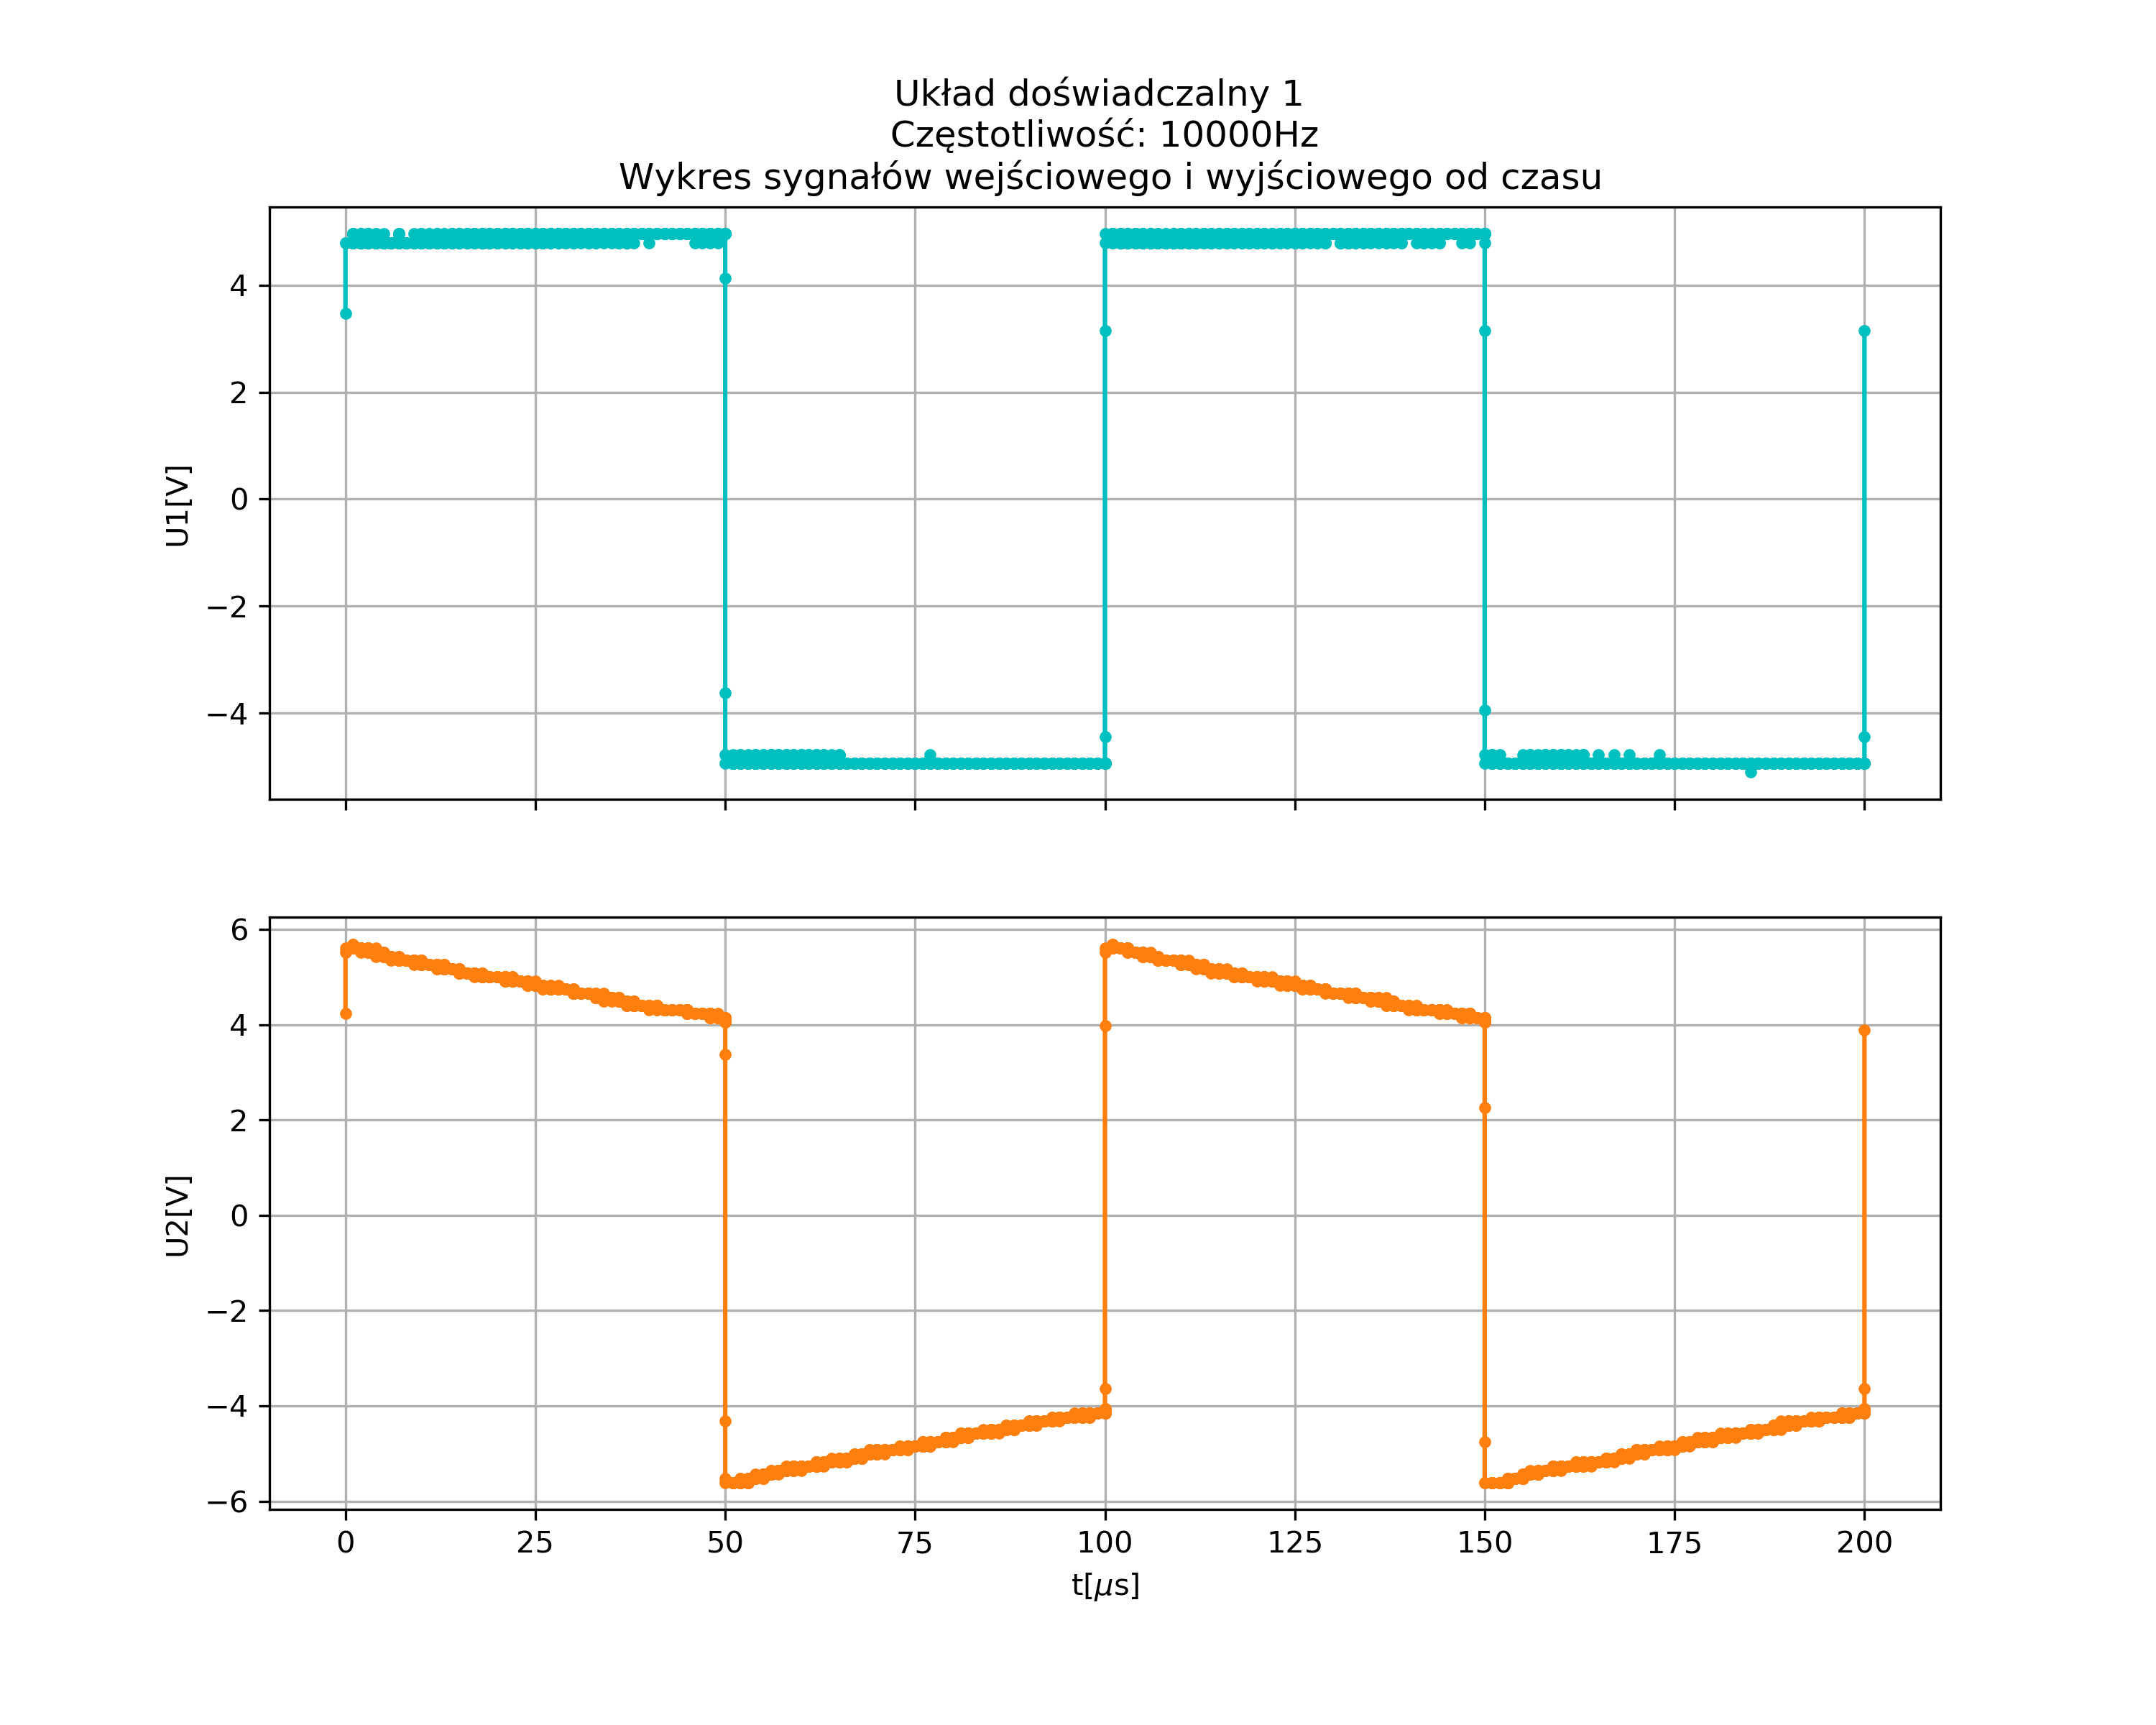 Układ doświadczalny 1
Częstotliwość: 10000Hz
Wykres sygnałów wejściowego i wyjściowego od czasu
U1[V]
4
2
0
−2
−4
U2[V]
6
4
2
0
−2
−4
−6
0 25 50 75 100 125 150 175 200
t[μs]